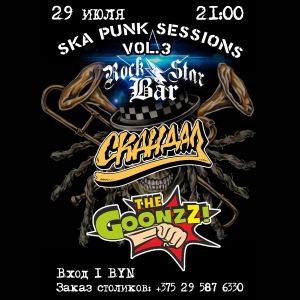 29 ИЮЛЯ 21:00
SKA PUNK SESSIONS
VOL.3
Rock Star
Bar
СКАНДАЛ
THE
GOONZZ!
Вход 1 BYN
Заказ столиков: +375 29 587 6330